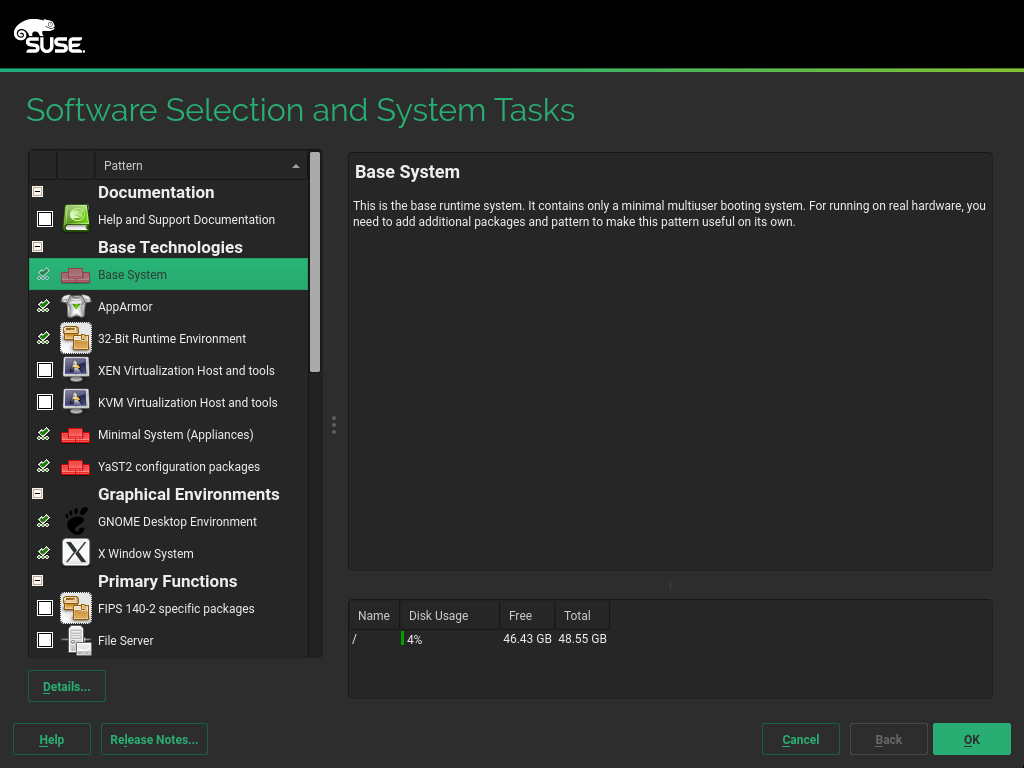 SUSE.
Software Selection and System Tasks
Pattern
Documentation
Help and Support Documentation
Base Technologies
Base System
AppArmor
32-Bit Runtime Environment
XEN Virtualization Host and tools
KVM Virtualization Host and tools
Minimal System (Appliances)
YaST2 configuration packages
Graphical Environments
GNOME Desktop Environment
X Window System
Primary Functions
FIPS 140-2 specific packages
File Server
Details...
Base System
This is the base runtime system. It contains only a minimal multiuser booting system. For running on real hardware, you
need to add additional packages and pattern to make this pattern useful on its own.
Name Disk Usage Free Total
/ 4% 46.43 GB 48.55 GB
Help Release Notes... Cancel Back OK